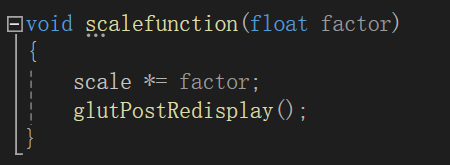 void scalefunction(float factor)
{
    scale *= factor;
    glutPostRedisplay();
}